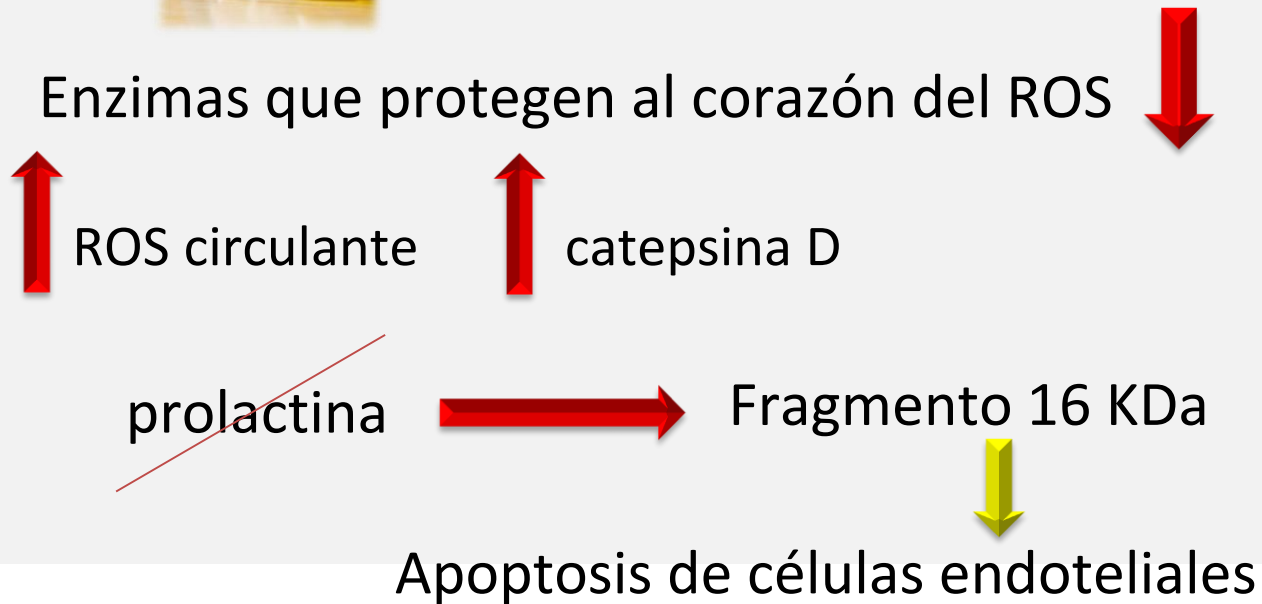 Enzimas que protegen al corazón del ROS
ROS circulante
catepsina D
prolactina
Fragmento 16 KDa
Apoptosis de células endoteliales